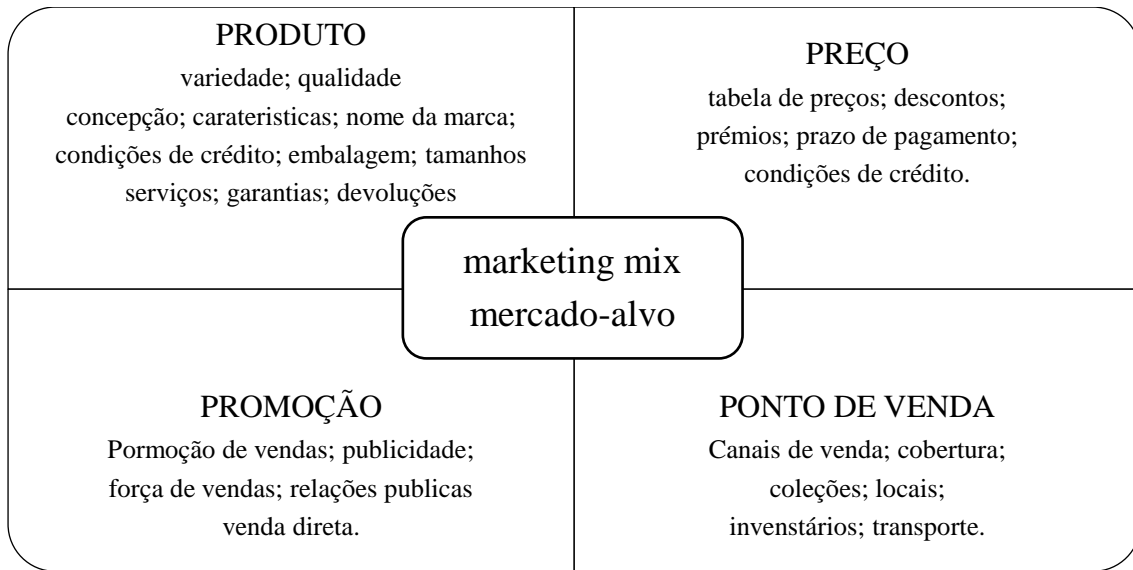 PRODUTO
variedade; qualidade
concepção; carateristicas; nome da marca;
condições de crédito; embalagem; tamanhos
serviços; garantias; devoluções
PREÇO
tabela de preços; descontos;
prémios; prazo de pagamento;
condições de crédito.
marketing mix
mercado-alvo
PROMOÇÃO
Pormoção de vendas; publicidade;
força de vendas; relações publicas
venda direta.
PONTO DE VENDA
Canais de venda; cobertura;
coleções; locais;
invenstários; transporte.